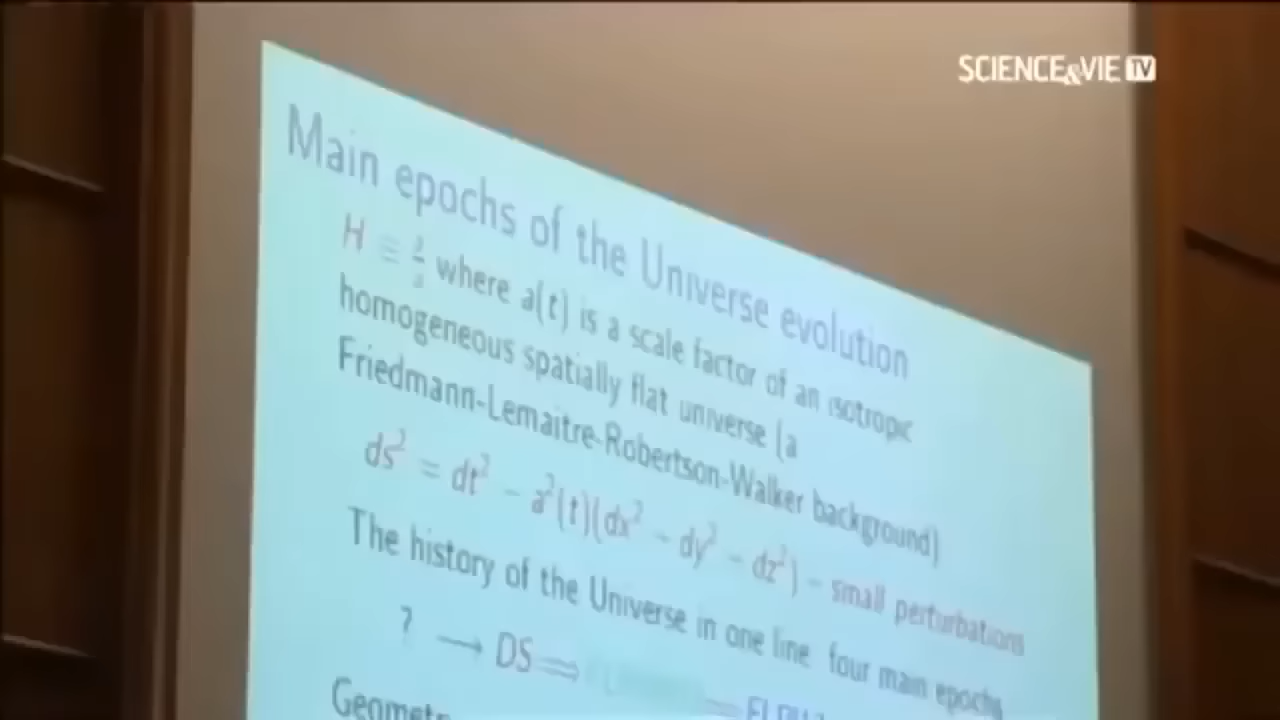 SCIENCE&VIE TV
Main epochs of the Universe evolution
H ≡ ȧ/a where a(t) is a scale factor of an isotropic
homogeneous spatially flat universe (a
Friedmann-Lemaitre-Robertson-Walker background)
ds² = dt² − a²(t)(dx² − dy² − dz²) − small perturbations
The history of the Universe in one line four main epochs
? → DS ⇒